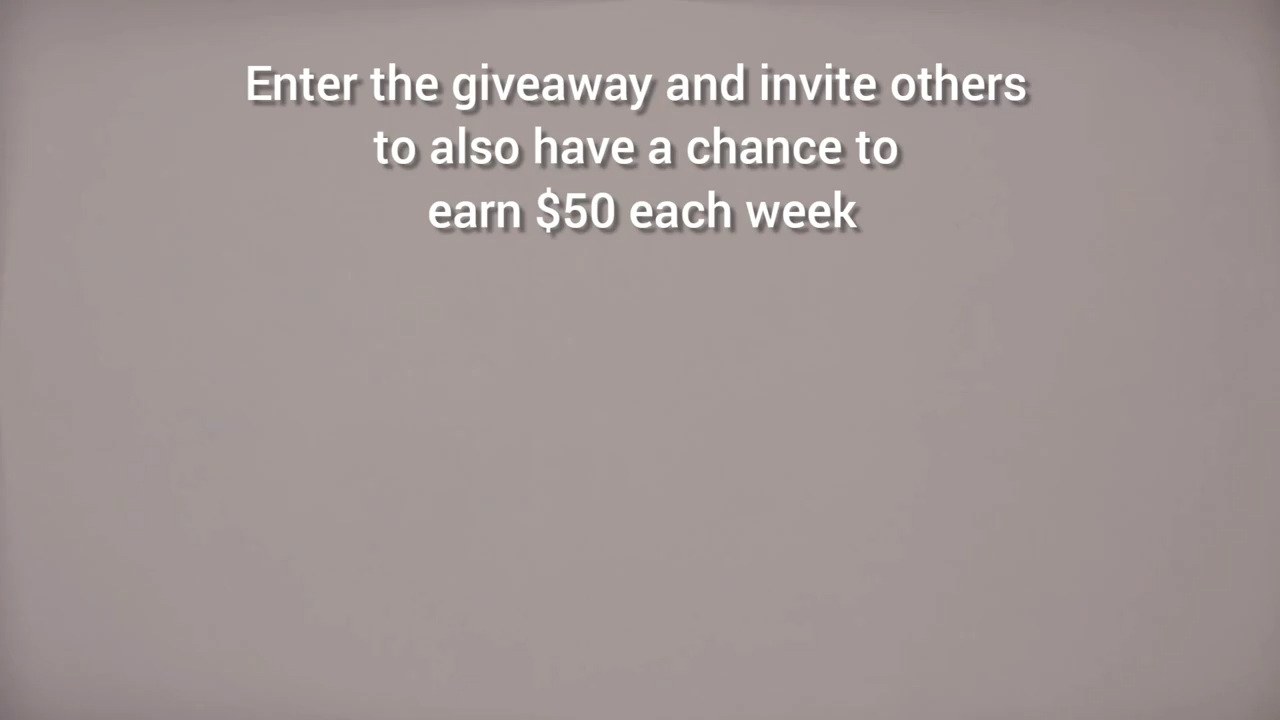 Enter the giveaway and invite others
to also have a chance to
earn $50 each week